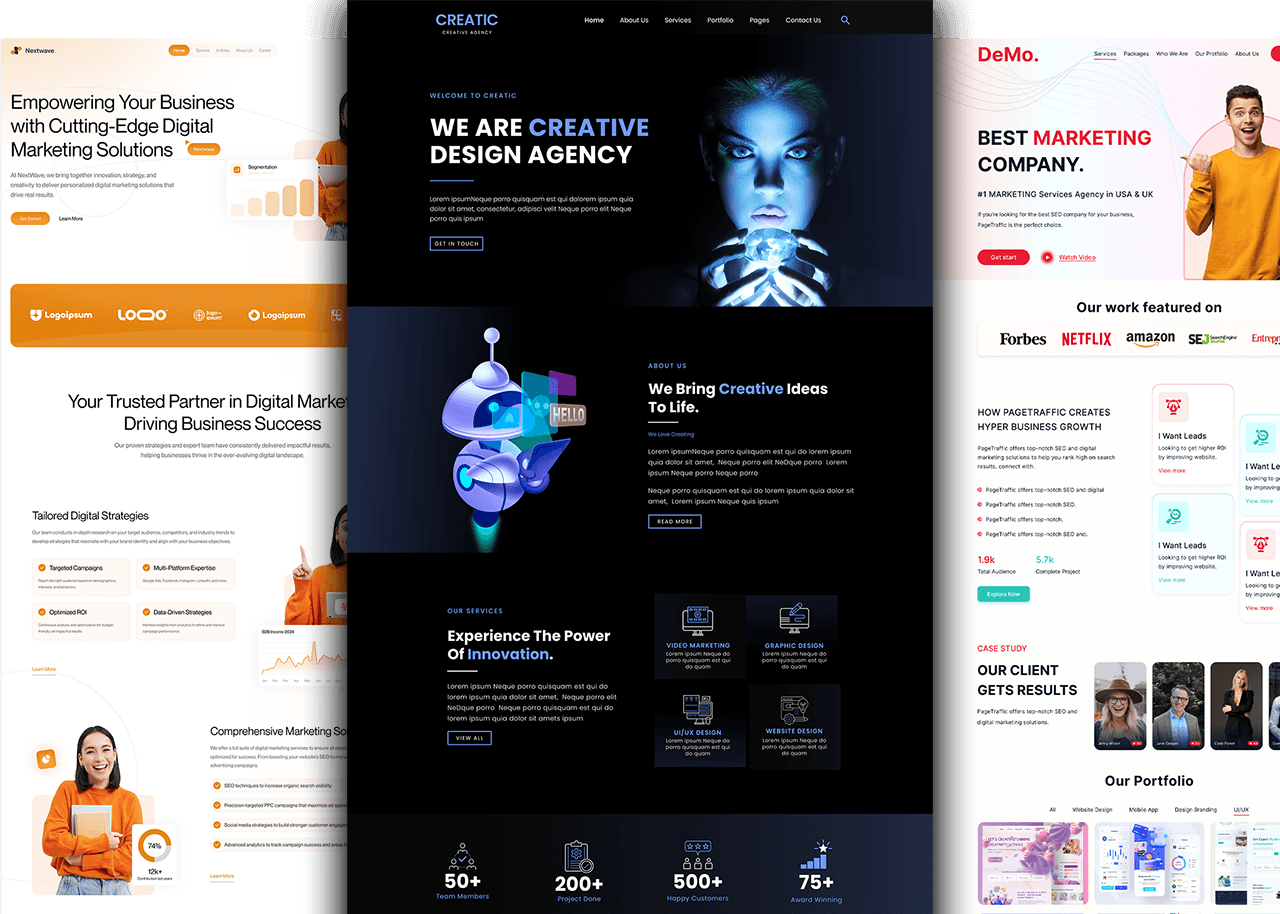 Nextwave
Home Service Articles About Us Career
Empowering Your Business
with Cutting-Edge Digital
Marketing Solutions
Nextwave
At NextWave, we bring together innovation, strategy, and
creativity to deliver personalized digital marketing solutions that
drive real results.
Get Started Learn More
Segmentation
Logoipsum LOQO logo— ipsum Logoipsum
Your Trusted Partner in Digital Marke
Driving Business Success
Our proven strategies and expert team have consistently delivered impactful results,
helping businesses thrive in the ever-evolving digital landscape.
Tailored Digital Strategies
Our team conducts in-depth research on your target audience, competitors, and industry trends to
develop strategies that resonate with your brand identity and align with your business objectives.
Targeted Campaigns
Reach the right audience based on demographics,
interests, and behaviors.
Multi-Platform Expertise
Google Ads, Facebook, Instagram, LinkedIn, and more.
Optimized ROI
Continuous analysis and optimization for budget-
friendly yet impactful results
Data-Driven Strategies
Harness insights from analytics to refine and improve
campaign performance.
B2B Income 2024
Jan Feb Mar Apr May Jun Jul Aug
Learn More
Comprehensive Marketing So
We offer a full suite of digital marketing services to ensure all aspe
optimized for success. From boosting your website's SEO to mana
advertising campaigns.
SEO techniques to increase organic search visibility
Precision-targeted PPC campaigns that maximize ad spend
Social media strategies to build stronger customer engagem
Advanced analytics to track campaign success and areas f
Learn More
74%
12k+
Contribution last years
CREATIC
CREATIVE AGENCY
Home About Us Services Portfolio Pages Contact Us
WELCOME TO CREATIC
WE ARE CREATIVE
DESIGN AGENCY
Lorem ipsumNeque porro quisquam est qui dolorem ipsum quia
dolor sit amet, consectetur, adipisci velit Neque porro quisquam
porro quis ipsum
GET IN TOUCH
HELLO
ABOUT US
We Bring Creative Ideas
To Life.
We Love Creating
Lorem ipsumNeque porro quisquam est qui do lorem ipsum
quia dolor sit amet, Neque porro elit NeDque porro Lorem
ipsum Neque porro Neque porro
Neque porro quisquam est qui do lorem ipsum quia dolor sit
amet, Lorem ipsum Neque quis ipsum
READ MORE
OUR SERVICES
Experience The Power
Of Innovation.
Lorem ipsum Neque porro quisquam est qui do
lorem ipsum quia dolor sit amet, Neque porro elit
NeDque porro Neque porro quisquam est qui do
lorem ipsum quia dolor sit amets ipsum
VIEW ALL
VIDEO MARKETING
Lorem ipsum Neque do
porro quisquam est qui
do quam
GRAPHIC DESIGN
Lorem ipsum Neque do
porro quisquam est qui
do quam
UI/UX DESIGN
Lorem ipsum Neque do
porro quisquam est qui
do quam
WEBSITE DESIGN
Lorem ipsum Neque do
porro quisquam est qui
do quam
50+
Team Members
200+
Project Done
500+
Happy Customers
75+
Award Winning
DeMo.
Services Packages Who We Are Our Protfolio About Us
BEST MARKETING
COMPANY.
#1 MARKETING Services Agency in USA & UK
If you're looking for the best SEO company for your business,
PageTraffic is the perfect choice.
Get start Watch Video
Our work featured on
Forbes NETFLIX amazon SEJ SearchEngine Journal Entrepr
HOW PAGETRAFFIC CREATES
HYPER BUSINESS GROWTH
PageTraffic offers top-notch SEO and digital
marketing solutions to help you rank high on search
results, connect with.
PageTraffic offers top-notch SEO and digital
PageTraffic offers top-notch SEO.
PageTraffic offers top-notch.
PageTraffic offers top-notch SEO and.
1.9k
Total Audience
5.7k
Complete Project
Explore Now
I Want Leads
Looking to get higher ROI
by improving website.
View more
I Want Leads
Looking to get higher ROI
by improving website.
View more
I Want Le
Looking to g
by improving
View more
I Want Le
Looking to g
by improving
View more
CASE STUDY
OUR CLIENT
GETS RESULTS
PageTraffic offers top-notch SEO and
digital marketing solutions.
Jenny Wilson
Jane Cooper
Cody Fisher
Our Portfolio
All Website Design Mobile App Design Branding UI/UX